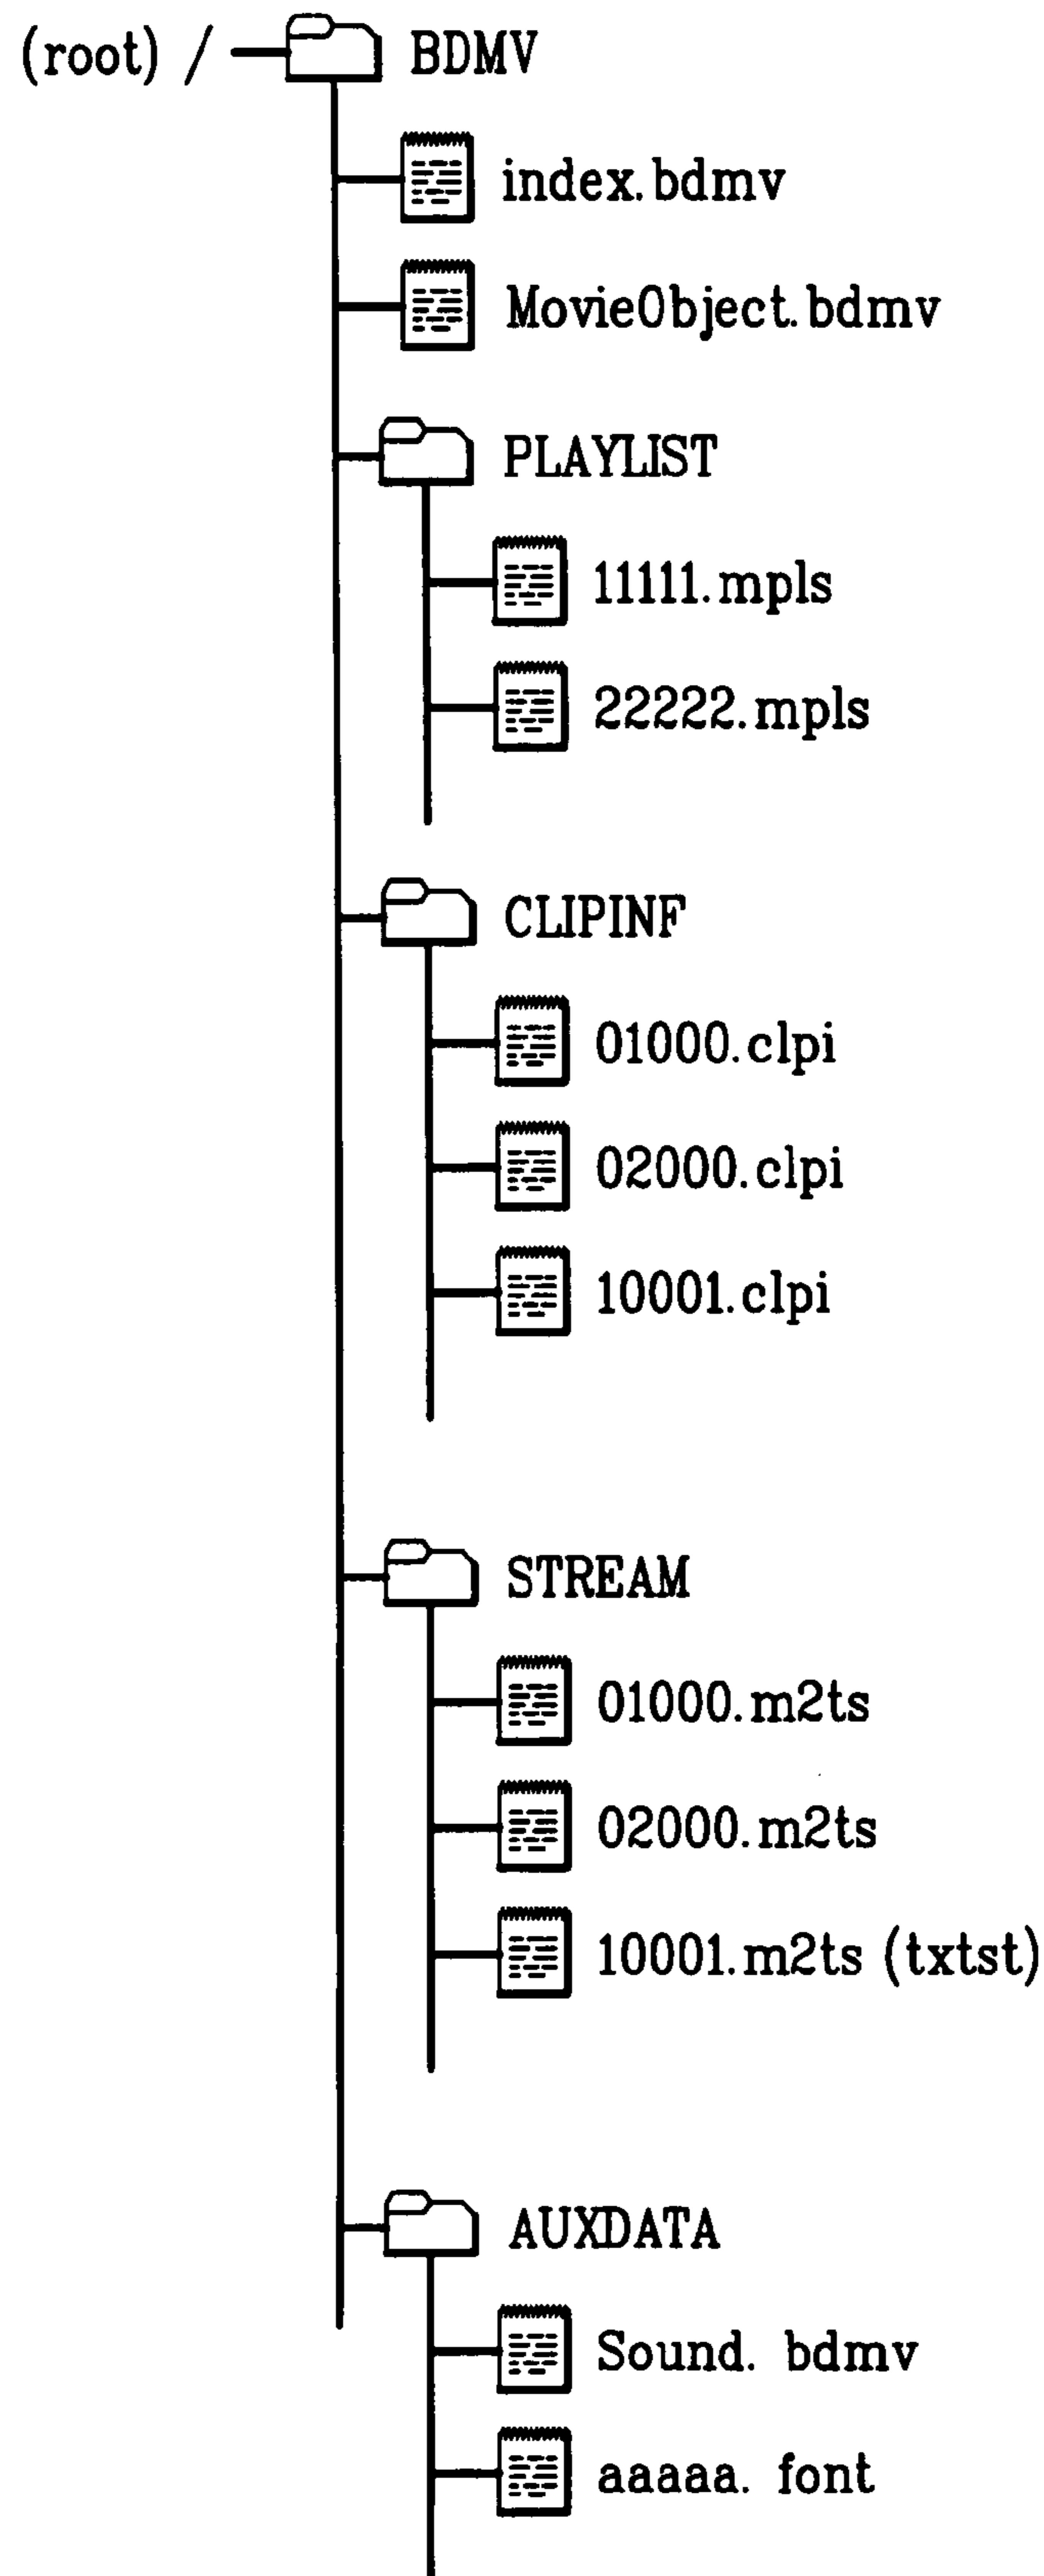 (root) / BDMV
index.bdmv
MovieObject.bdmv
PLAYLIST
11111.mpls
22222.mpls
CLIPINF
01000.clpi
02000.clpi
10001.clpi
STREAM
01000.m2ts
02000.m2ts
10001.m2ts (txtst)
AUXDATA
Sound. bdmv
aaaaa. font